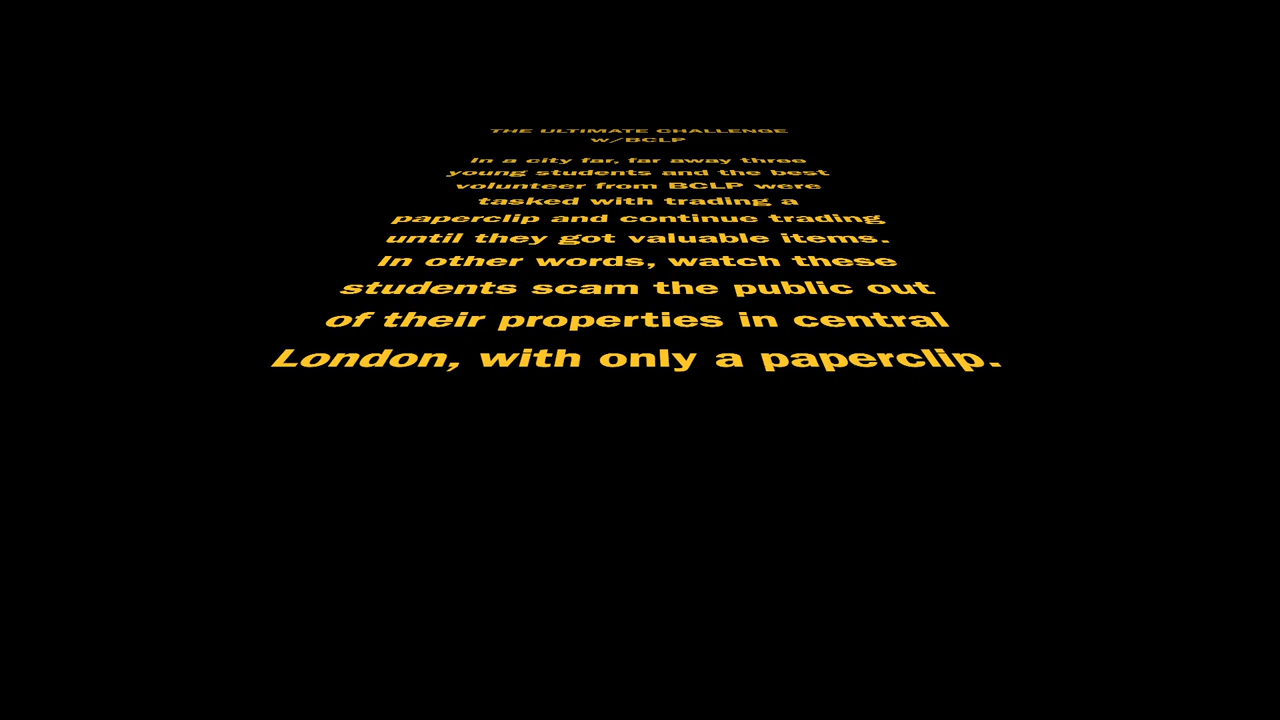 THE ULTIMATE CHALLENGE
w/BCLP
In a city far, far away three
young students and the best
volunteer from BCLP were
tasked with trading a
paperclip and continue trading
until they got valuable items.
In other words, watch these
students scam the public out
of their properties in central
London, with only a paperclip.